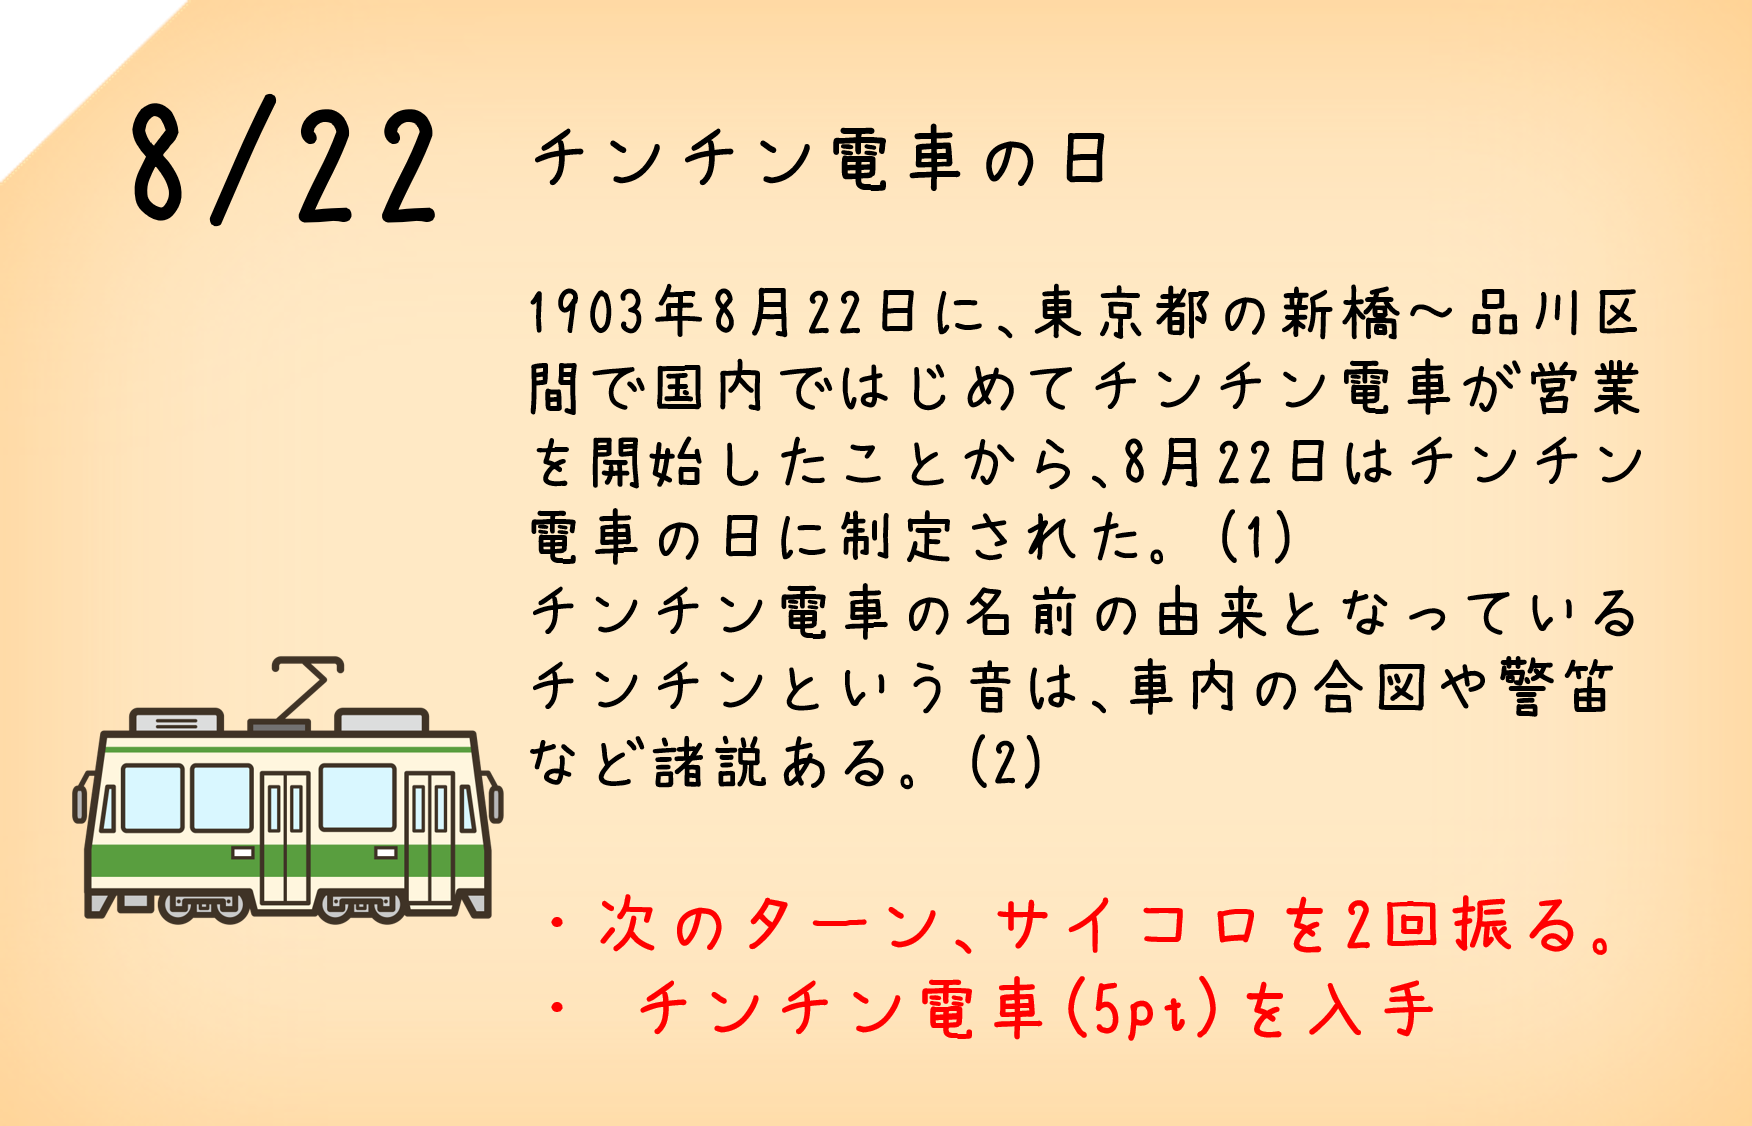 8/22 チンチン電車の日
1903年8月22日に、東京都の新橋～品川区
間で国内ではじめてチンチン電車が営業
を開始したことから、8月22日はチンチン
電車の日に制定された。(1)
チンチン電車の名前の由来となっている
チンチンという音は、車内の合図や警笛
など諸説ある。(2)
・次のターン、サイコロを2回振る。
・ チンチン電車(5pt)を入手